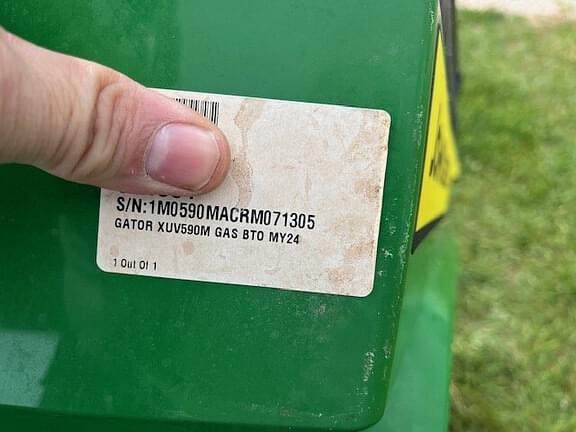 S/N:1M0590MACRM071305
GATOR XUV590M GAS BTO MY24
1 Out Of 1